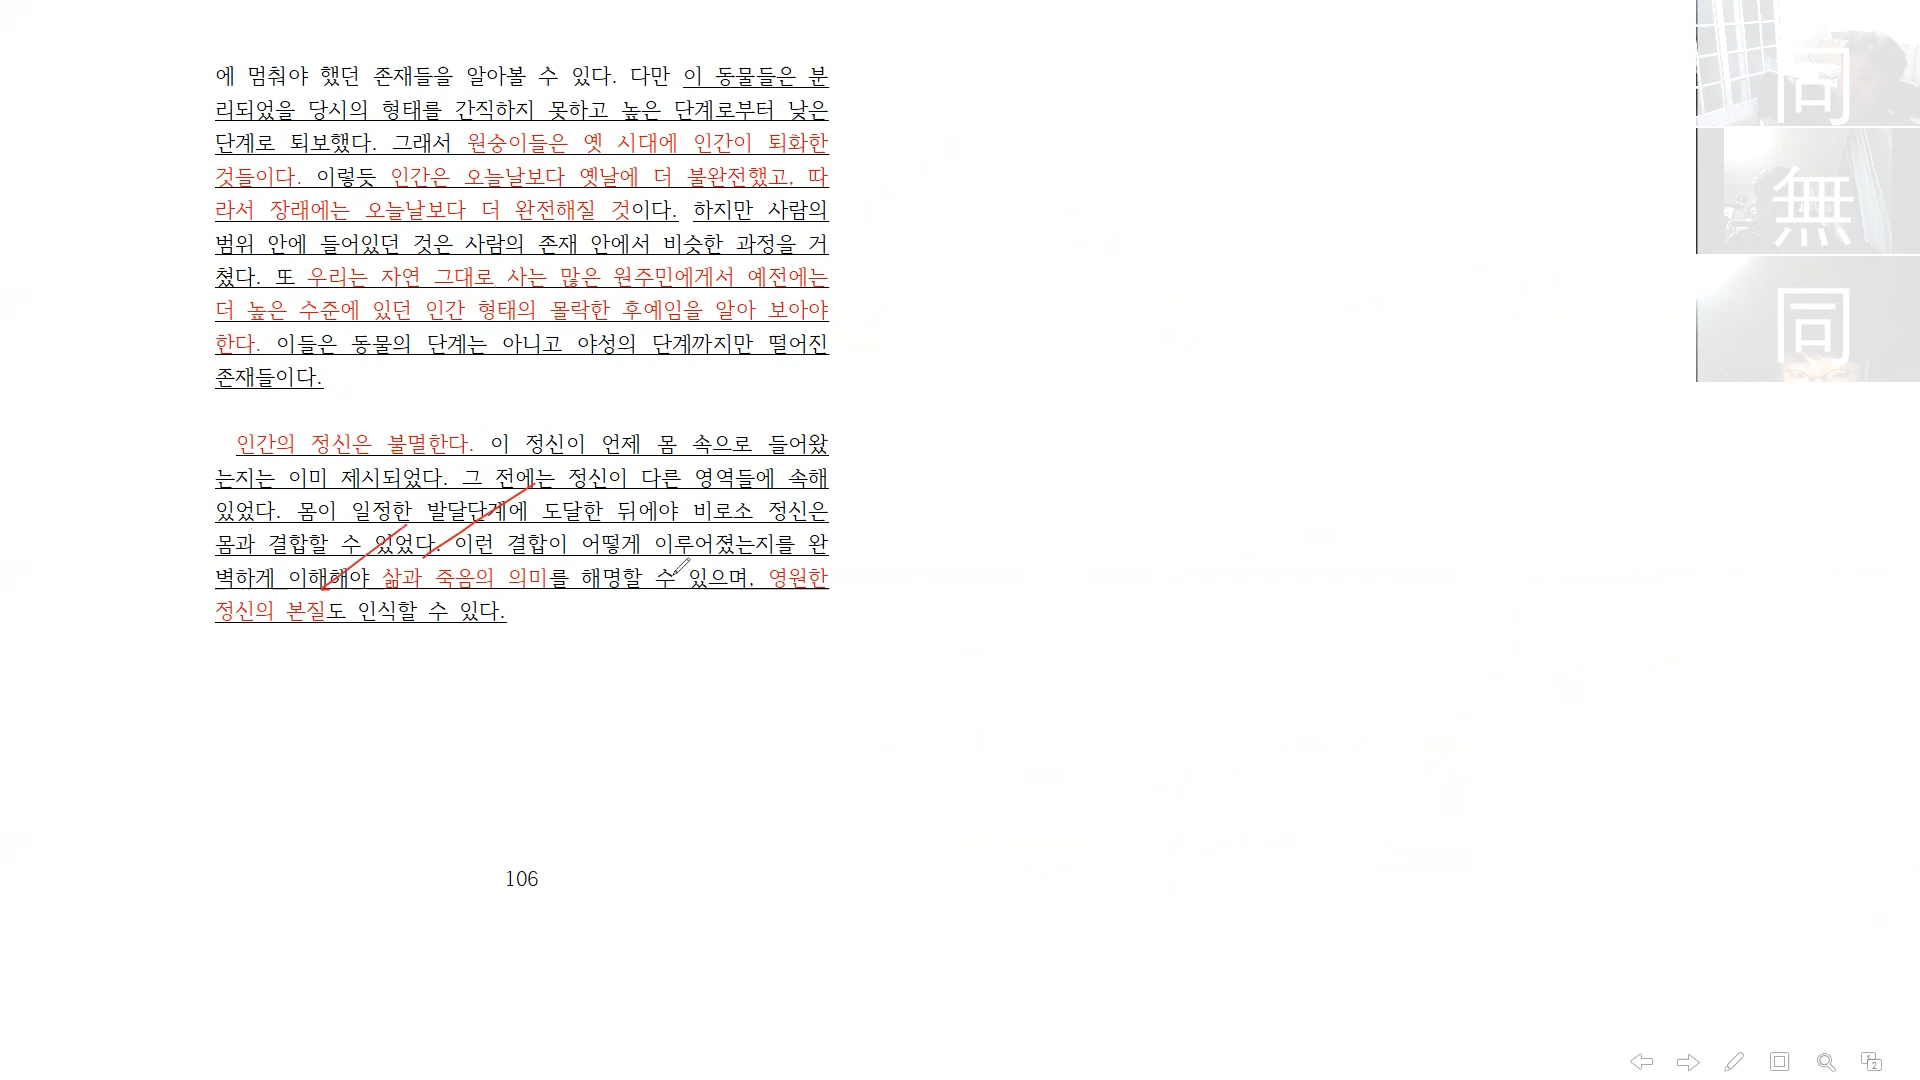 에 멈춰야 했던 존재들을 알아볼 수 있다. 다만 이 동물들은 분
리되었을 당시의 형태를 간직하지 못하고 높은 단계로부터 낮은
단계로 퇴보했다. 그래서 원숭이들은 옛 시대에 인간이 퇴화한
것들이다. 이렇듯 인간은 오늘날보다 옛날에 더 불완전했고, 따
라서 장래에는 오늘날보다 더 완전해질 것이다. 하지만 사람의
범위 안에 들어있던 것은 사람의 존재 안에서 비슷한 과정을 거
쳤다. 또 우리는 자연 그대로 사는 많은 원주민에게서 예전에는
더 높은 수준에 있던 인간 형태의 몰락한 후예임을 알아 보아야
한다. 이들은 동물의 단계는 아니고 야성의 단계까지만 떨어진
존재들이다.
인간의 정신은 불멸한다. 이 정신이 언제 몸 속으로 들어왔
는지는 이미 제시되었다. 그 전에는 정신이 다른 영역들에 속해
있었다. 몸이 일정한 발달단계에 도달한 뒤에야 비로소 정신은
몸과 결합할 수 있었다. 이런 결합이 어떻게 이루어졌는지를 완
벽하게 이해해야 삶과 죽음의 의미를 해명할 수 있으며, 영원한
정신의 본질도 인식할 수 있다.
106
同
無
同